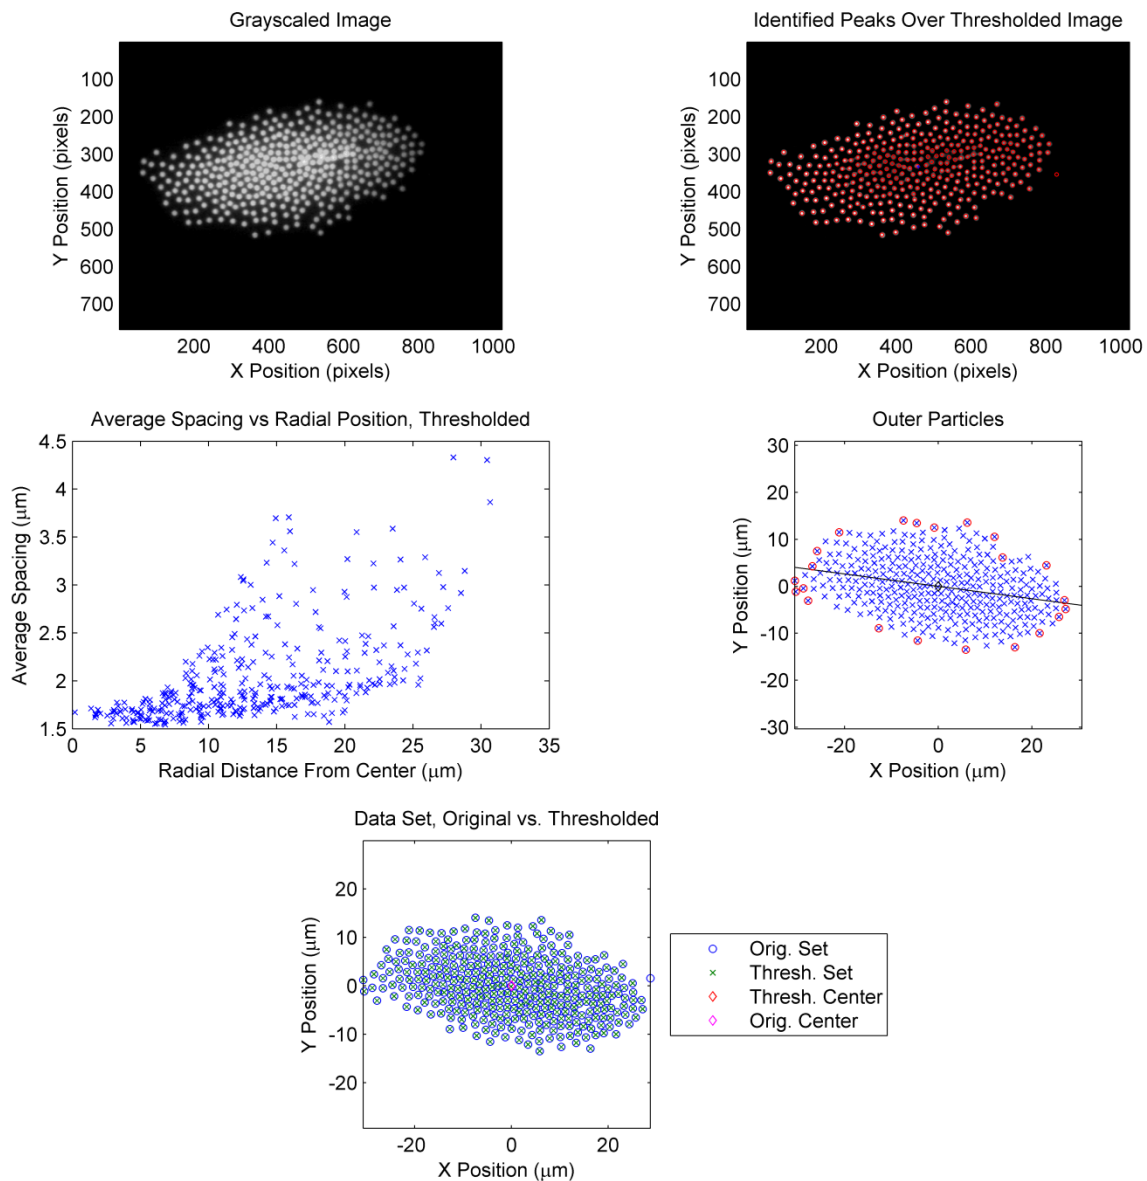 Grayscaled Image
Identified Peaks Over Thresholded Image
100
200
300
400
500
600
700
Y Position (pixels)
200 400 600 800 1000
X Position (pixels)
100
200
300
400
500
600
700
Y Position (pixels)
200 400 600 800 1000
X Position (pixels)
Average Spacing vs Radial Position, Thresholded
4.5
4
3.5
3
2.5
2
1.5
Average Spacing (μm)
0 5 10 15 20 25 30 35
Radial Distance From Center (μm)
Outer Particles
30
20
10
0
-10
-20
-30
Y Position (μm)
-20 0 20
X Position (μm)
Data Set, Original vs. Thresholded
20
10
0
-10
-20
Y Position (μm)
-20 0 20
X Position (μm)
Orig. Set
Thresh. Set
Thresh. Center
Orig. Center